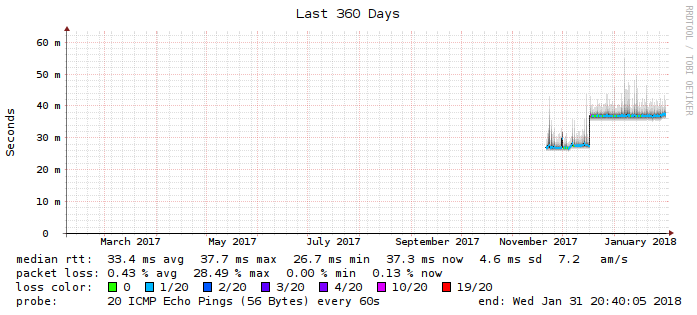 Last 360 Days
RRDTOOL / TOBI OETIKER
Seconds
60 m
50 m
40 m
30 m
20 m
10 m
0
March 2017 May 2017 July 2017 September 2017 November 2017 January 2018
median rtt: 33.4 ms avg 37.7 ms max 26.7 ms min 37.3 ms now 4.6 ms sd 7.2 am/s
packet loss: 0.43 % avg 28.49 % max 0.00 % min 0.13 % now
loss color: 0 1/20 2/20 3/20 4/20 10/20 19/20
probe: 20 ICMP Echo Pings (56 Bytes) every 60s end: Wed Jan 31 20:40:05 2018